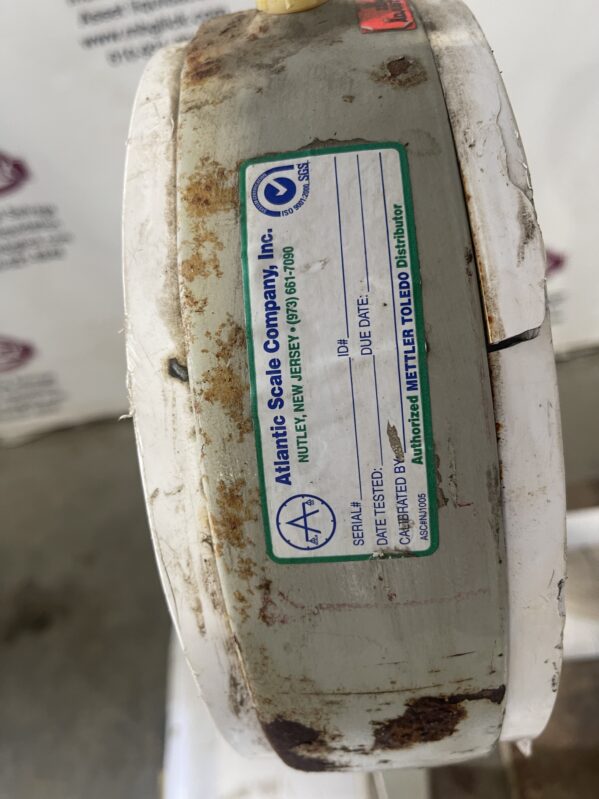 Atlantic Scale Company, Inc.
NUTLEY, NEW JERSEY • (973) 661-7090
ISO 9001:2000 SGS
SERIAL# ID#
DATE TESTED: DUE DATE:
CALIBRATED BY
Authorized METTLER TOLEDO Distributor
ASC#NJ1005
A